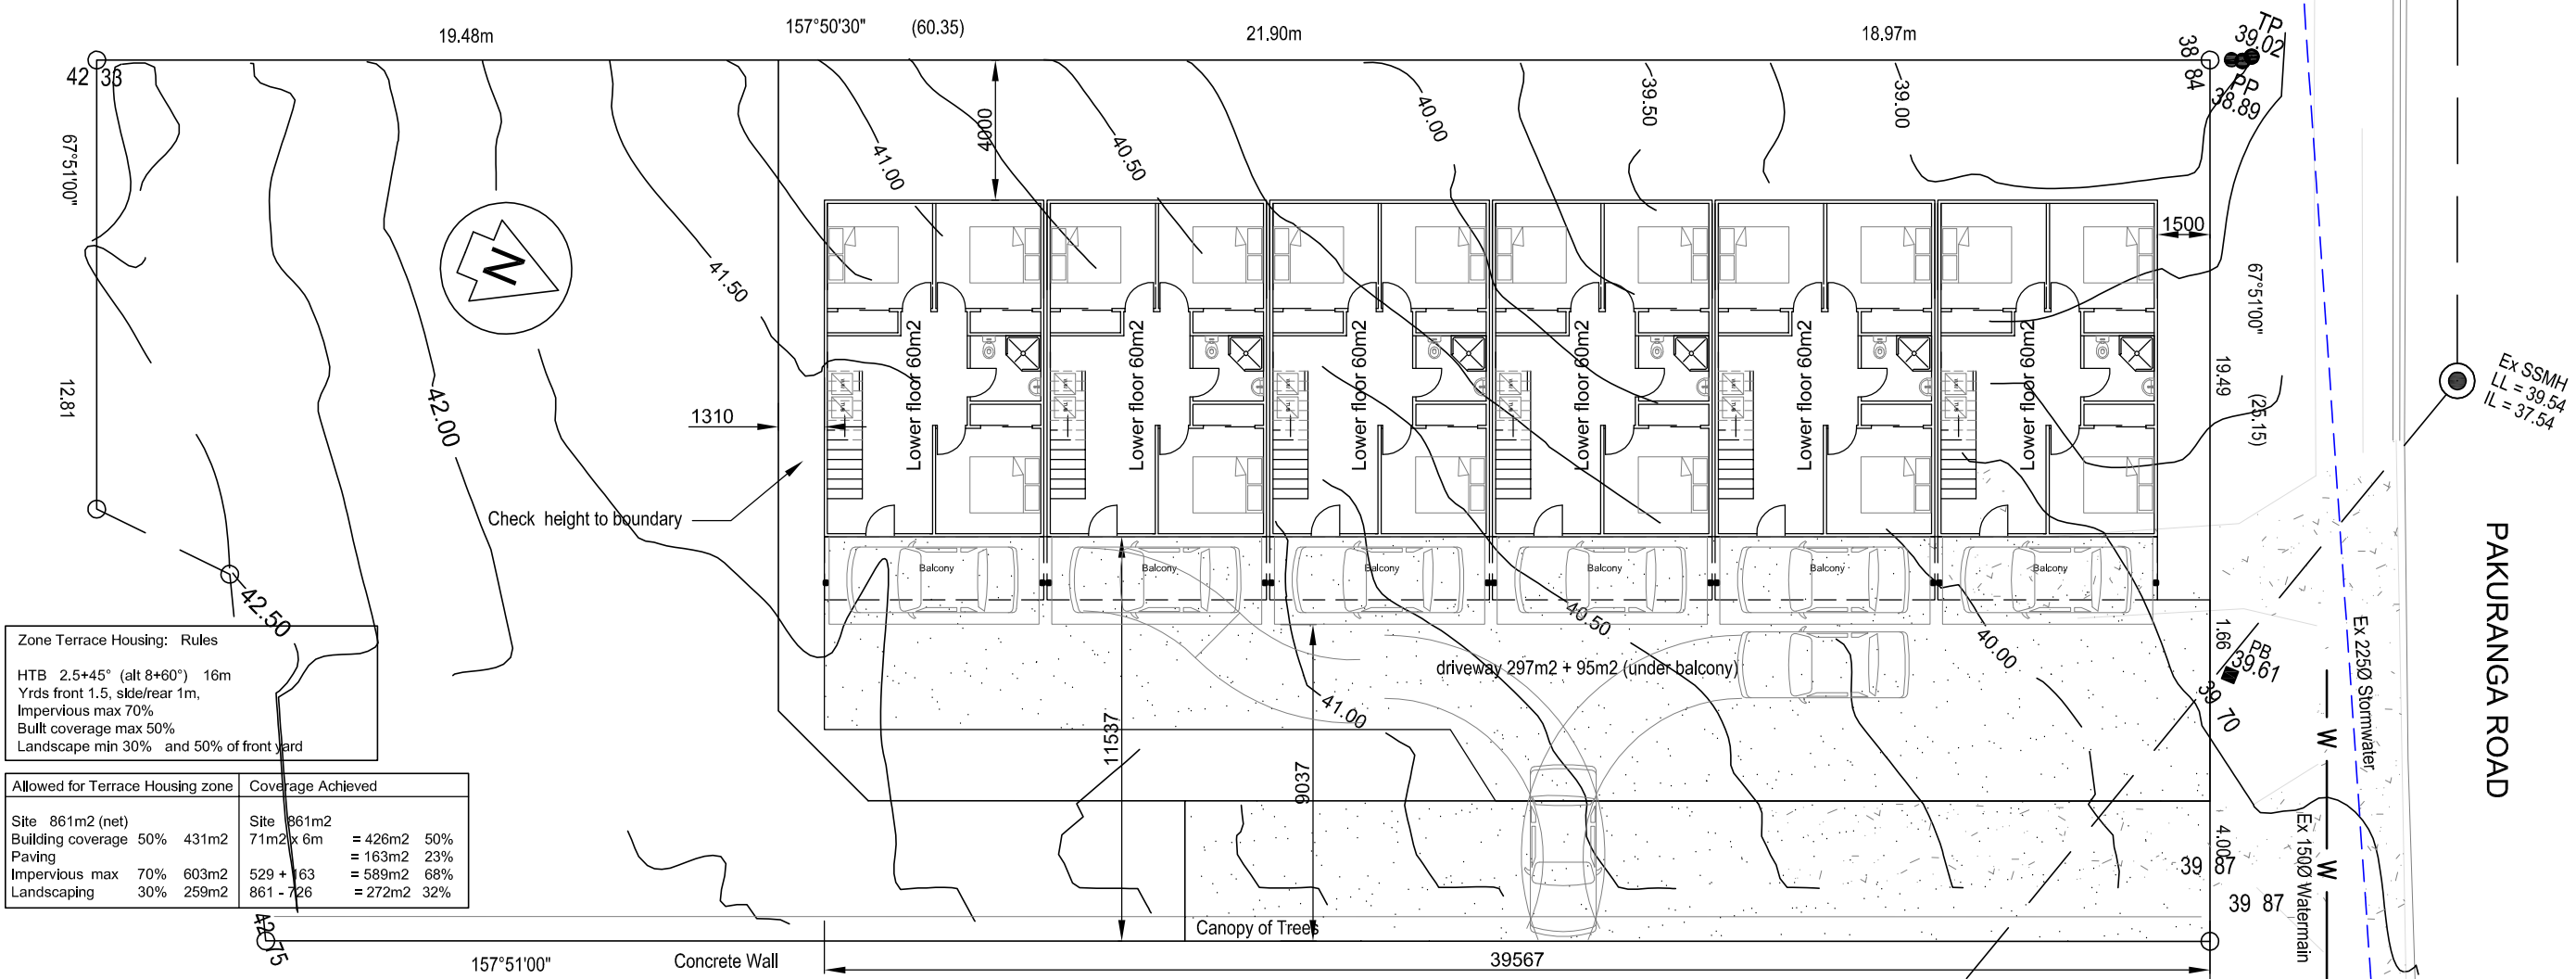 19.48m
157°50'30"
(60.35)
21.90m
18.97m
TP
39.02
38 84
PP
38.89
42 33
67°51'00"
12.81
N
4000
41.00
40.50
40.00
39.50
39.00
41.50
42.00
1500
67°51'00"
19.49
(25.15)
Ex SSMH
LL = 39.54
IL = 37.54
1310
Lower floor 60m2
Lower floor 60m2
Lower floor 60m2
Lower floor 60m2
Lower floor 60m2
Lower floor 60m2
Check height to boundary
Balcony
Balcony
Balcony
Balcony
Balcony
Balcony
PAKURANGA ROAD
42.50
40.50
40.00
41.00
driveway 297m2 + 95m2 (under balcony)
11537
9037
1.66
PB
39.61
39 70
Ex 225Ø Stormwater
W
W
Ex 150Ø Watermain
4.00
39 87
39 87
Zone Terrace Housing: Rules
HTB 2.5+45° (alt 8+60°) 16m
Yrds front 1.5, side/rear 1m,
Impervious max 70%
Built coverage max 50%
Landscape min 30% and 50% of front yard
Allowed for Terrace Housing zone Coverage Achieved
Site 861m2 (net) Site 861m2
Building coverage 50% 431m2 71m2 x 6m = 426m2 50%
Paving = 163m2 23%
Impervious max 70% 603m2 529 + 163 = 589m2 68%
Landscaping 30% 259m2 861 - 726 = 272m2 32%
42.75
157°51'00"
Concrete Wall
Canopy of Trees
39567